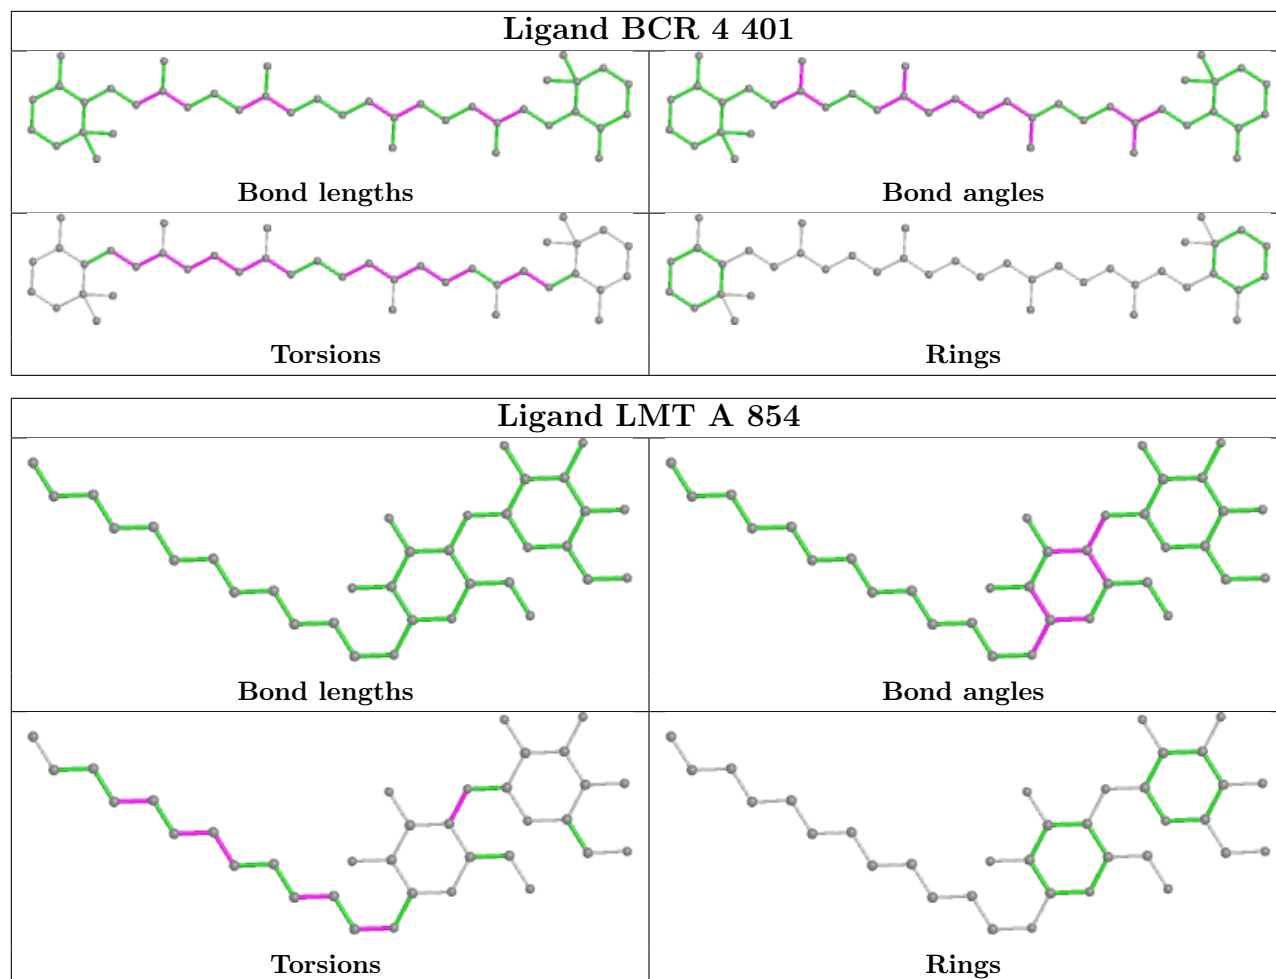 Ligand BCR 4 401
Bond lengths
Bond angles
Torsions
Rings
Ligand LMT A 854
Bond lengths
Bond angles
Torsions
Rings